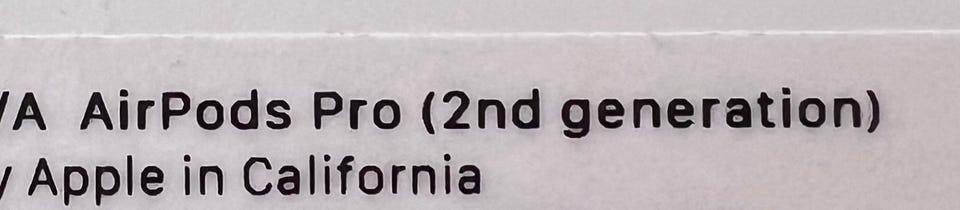 /A AirPods Pro (2nd generation)
y Apple in California